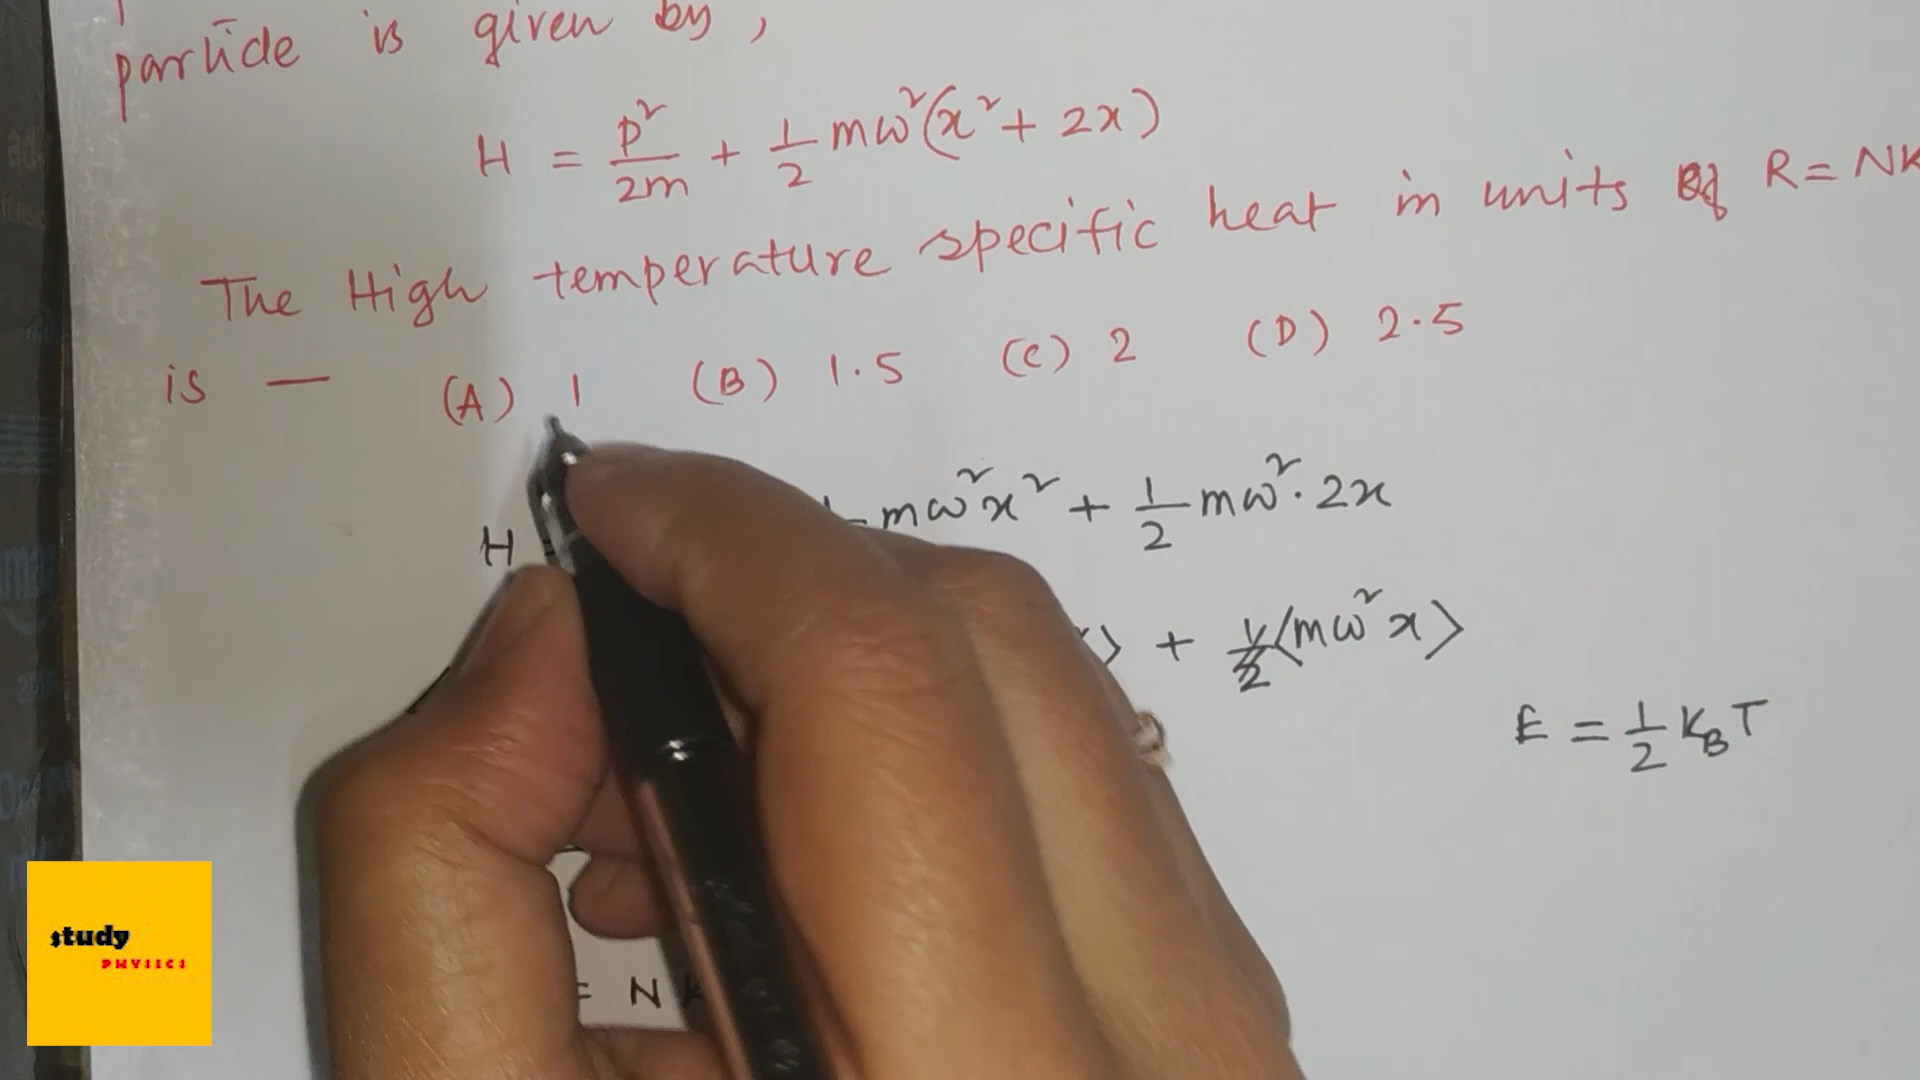 particle is given by,
H = p²/2m + 1/2 mω²(x² + 2x)
The High temperature specific heat in units of R = NK
is — (A) 1 (B) 1.5 (C) 2 (D) 2.5
H = mω²x² + 1/2 mω². 2x
⟩ + ⟨mω²x⟩
E = 1/2 K_BT
= N K
study
PHYSICS